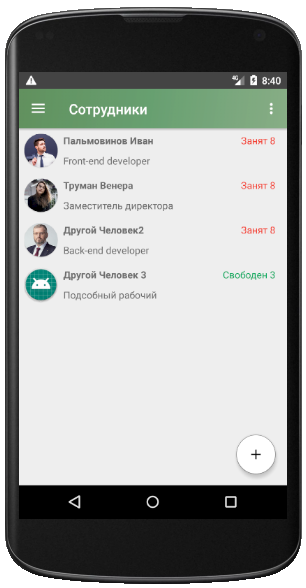 4G 8:40
Сотрудники
Пальмовинов Иван Занят 8
Front-end developer
Труман Венера Занят 8
Заместитель директора
Другой Человек2 Занят 8
Back-end developer
Другой Человек 3 Свободен 3
Подсобный рабочий
+